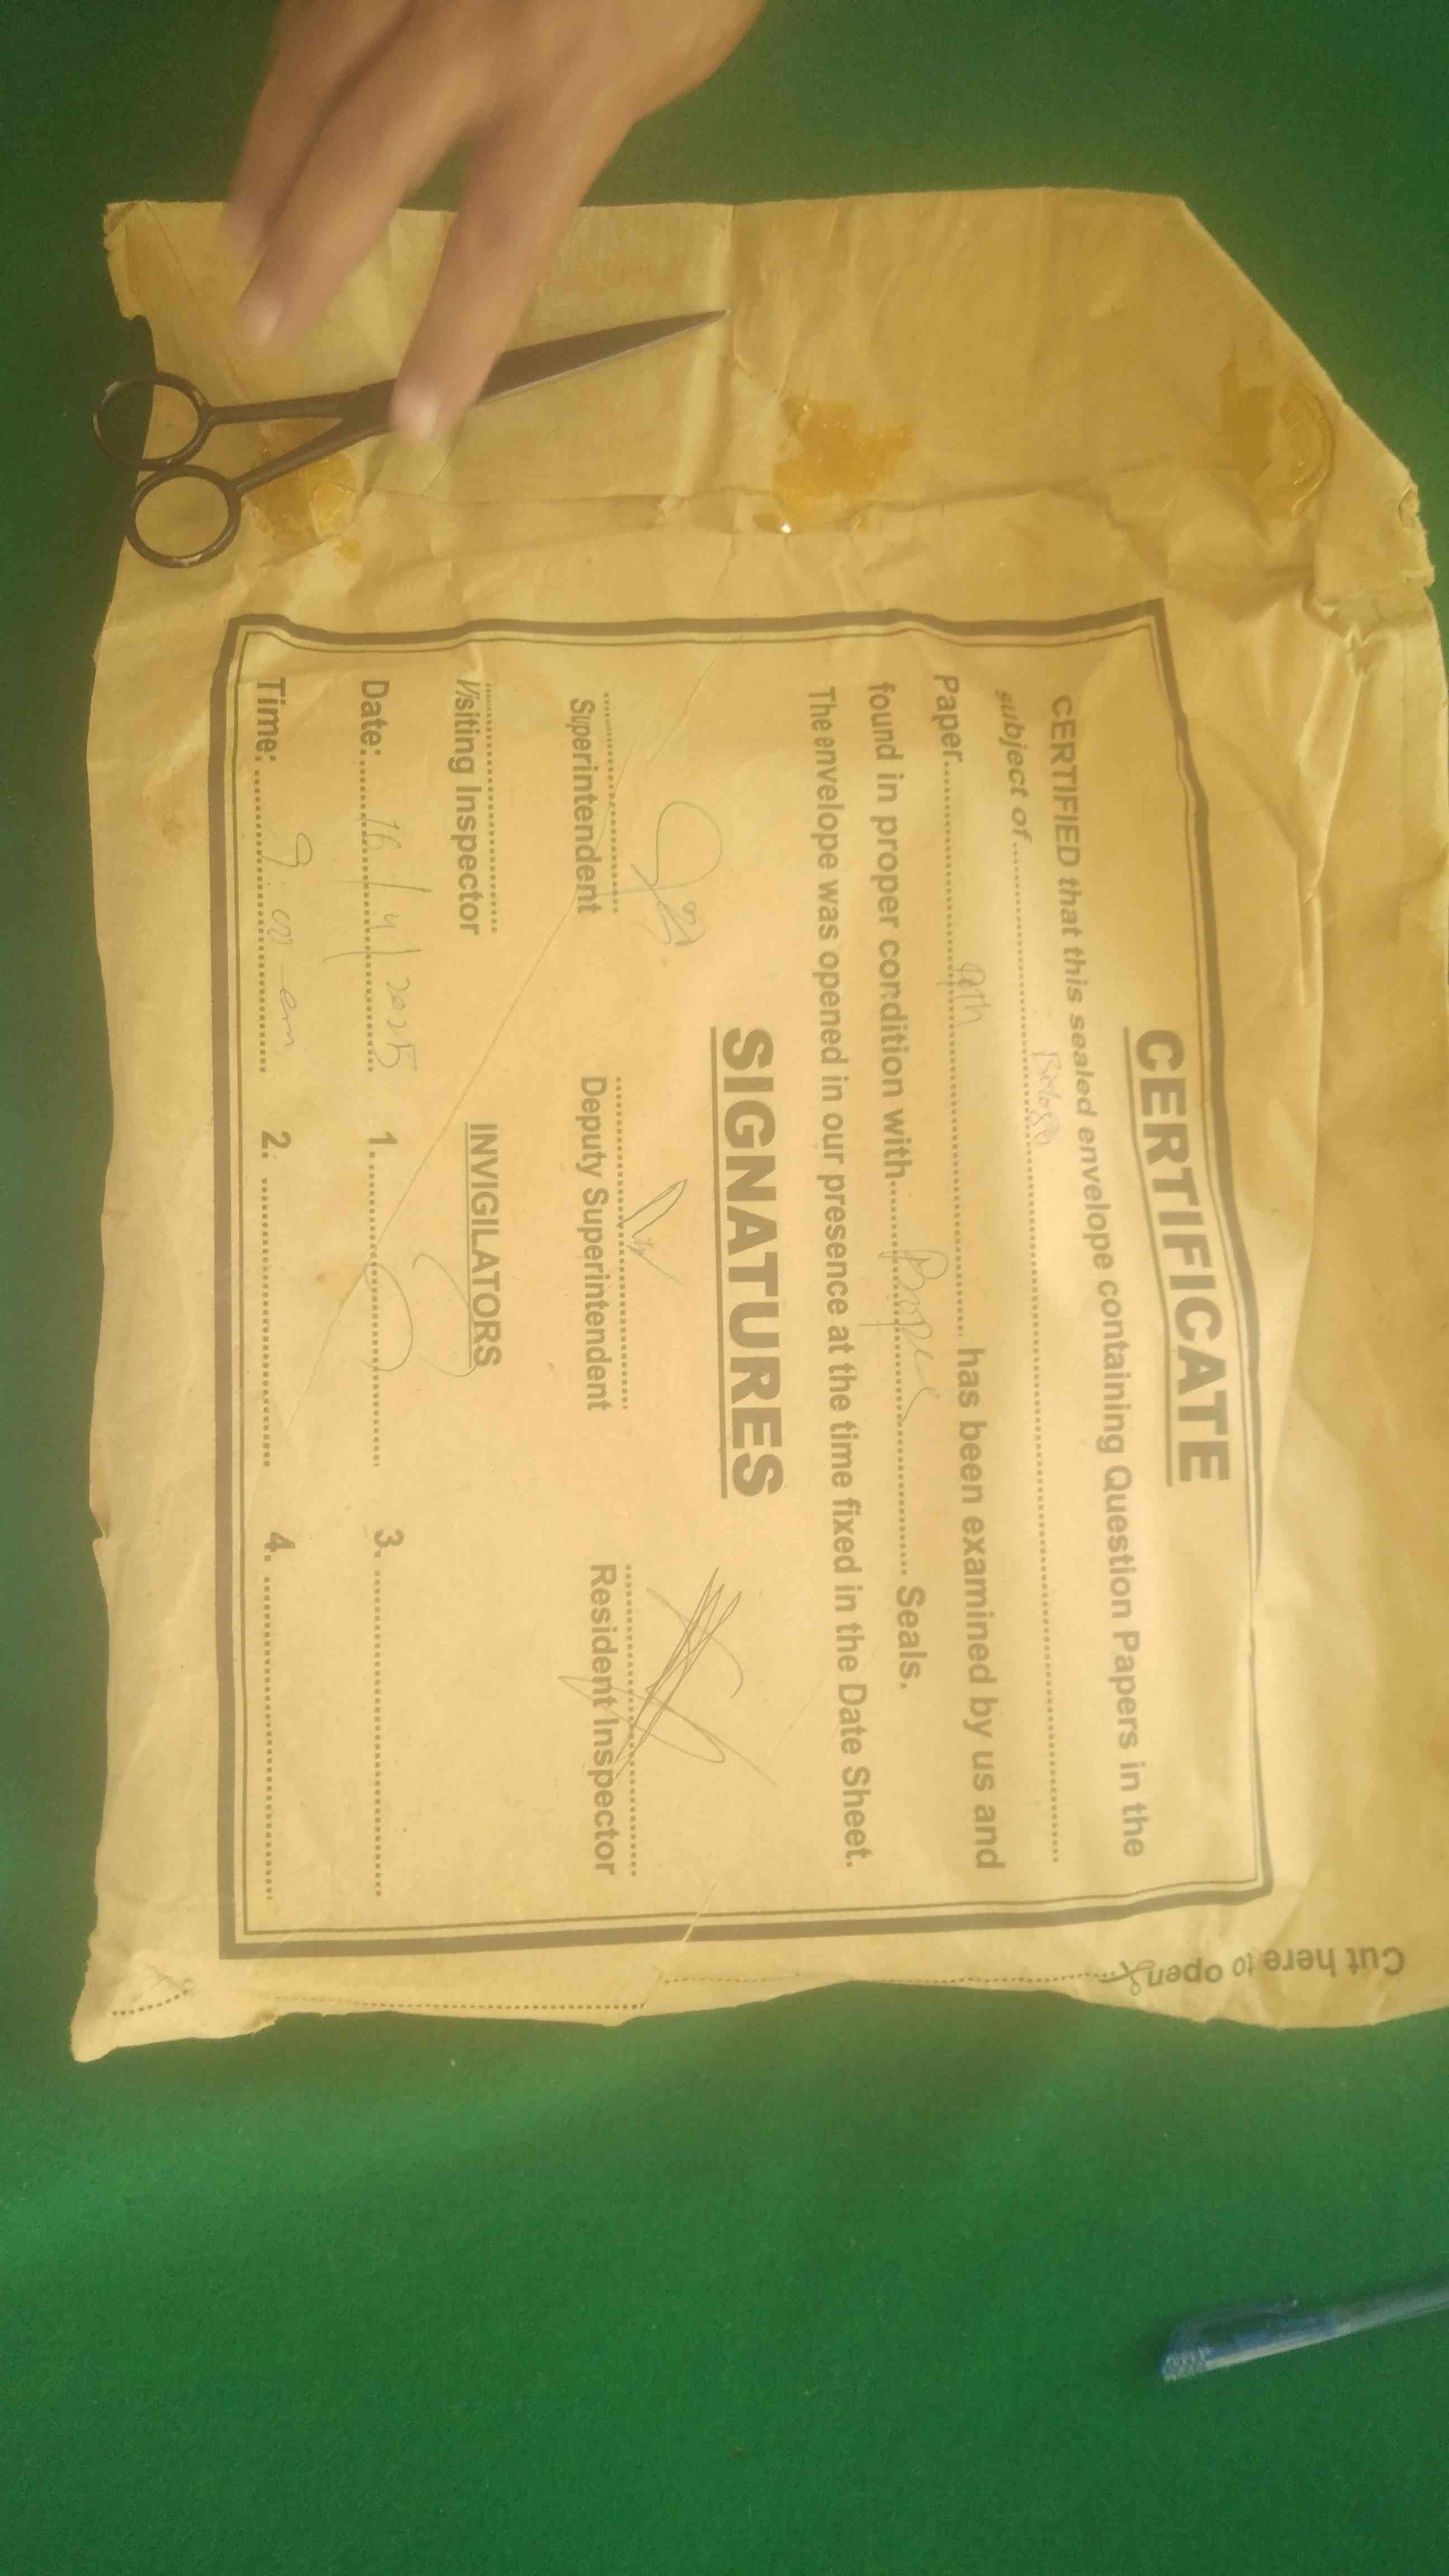 CERTIFICATE
CERTIFIED that this sealed envelope containing Question Papers in the
subject of........................................
Paper.................... has been examined by us and
found in proper condition with.......... Proper .......... Seals.
The envelope was opened in our presence at the time fixed in the Date Sheet.
SIGNATURES
Superintendent Deputy Superintendent Resident Inspector
Visiting Inspector INVIGILATORS
Date:..... 16/4/2025 1..................... 3.....................
Time:..... 9:00 am 2..................... 4.....................
Cut here to open